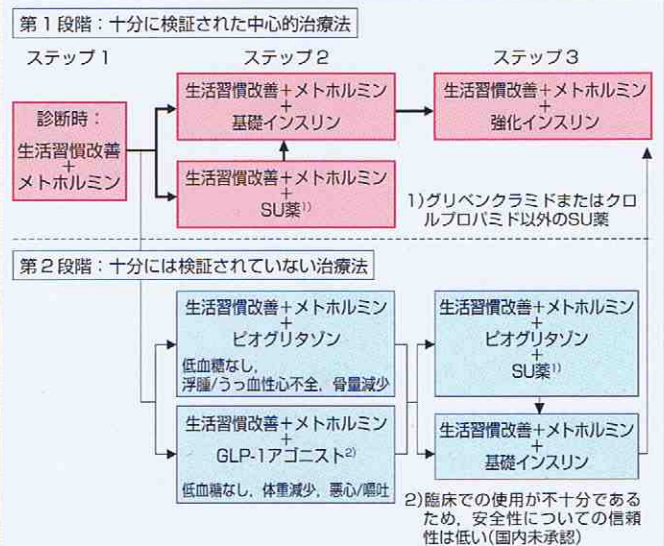 第1段階：十分に検証された中心的治療法
ステップ1
ステップ2
ステップ3
診断時：
生活習慣改善
＋
メトホルミン
生活習慣改善＋メトホルミン
＋
基礎インスリン
生活習慣改善＋メトホルミン
＋
強化インスリン
生活習慣改善＋メトホルミン
＋
SU薬1)
1)グリベンクラミドまたはクロ
ルプロパミド以外のSU薬
第2段階：十分には検証されていない治療法
生活習慣改善＋メトホルミン
＋
ピオグリタゾン
低血糖なし，
浮腫/うっ血性心不全，骨量減少
生活習慣改善＋メトホルミン
＋
ピオグリタゾン
＋
SU薬1)
生活習慣改善＋メトホルミン
＋
GLP-1アゴニスト2)
低血糖なし，体重減少，悪心/嘔吐
生活習慣改善＋メトホルミン
＋
基礎インスリン
2)臨床での使用が不十分である
ため，安全性についての信頼
性は低い(国内未承認)